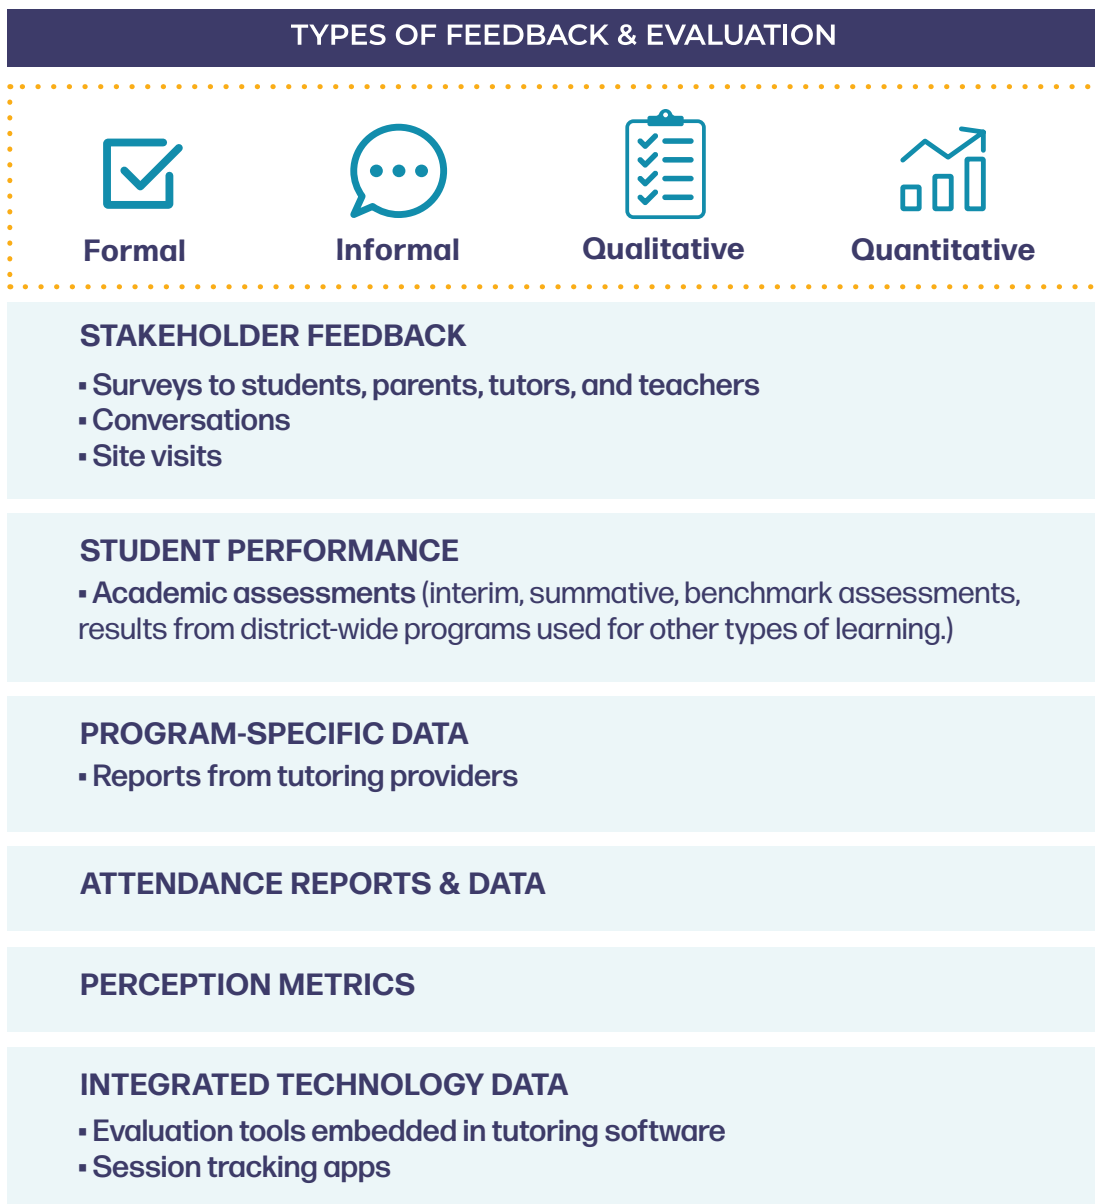 TYPES OF FEEDBACK & EVALUATION
Formal
Informal
Qualitative
Quantitative
STAKEHOLDER FEEDBACK
▪ Surveys to students, parents, tutors, and teachers
▪ Conversations
▪ Site visits
STUDENT PERFORMANCE
▪ Academic assessments (interim, summative, benchmark assessments,
results from district-wide programs used for other types of learning.)
PROGRAM-SPECIFIC DATA
▪ Reports from tutoring providers
ATTENDANCE REPORTS & DATA
PERCEPTION METRICS
INTEGRATED TECHNOLOGY DATA
▪ Evaluation tools embedded in tutoring software
▪ Session tracking apps